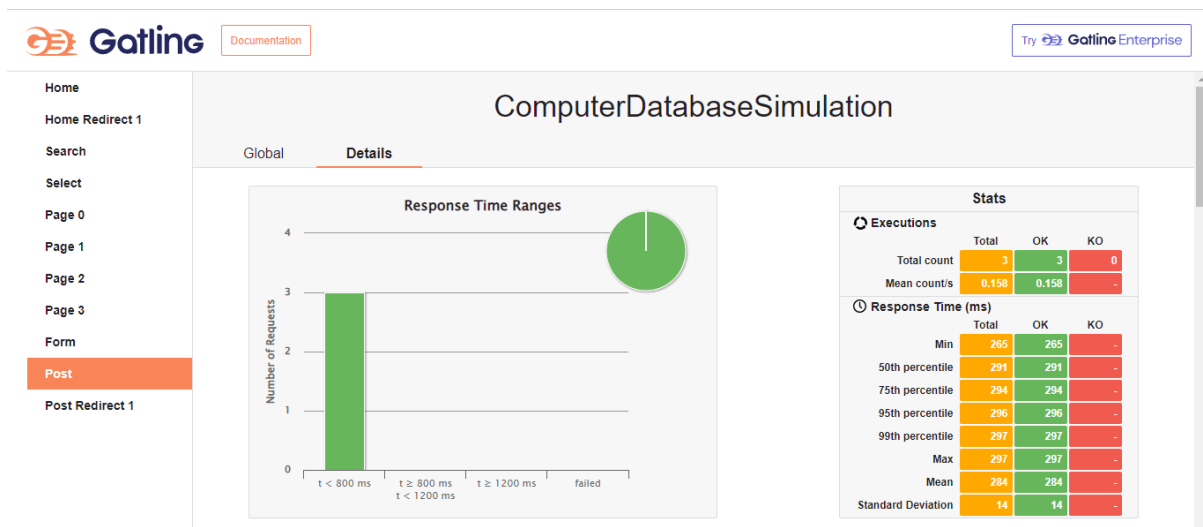 Gatling
Documentation
Try Gatling Enterprise
Home
Home Redirect 1
Search
Select
Page 0
Page 1
Page 2
Page 3
Form
Post
Post Redirect 1
ComputerDatabaseSimulation
Global Details
Response Time Ranges
Number of Requests
4
3
2
1
0
t < 800 ms
t ≥ 800 ms
t < 1200 ms
t ≥ 1200 ms
failed
Stats
Executions
Total OK KO
Total count 3 3 0
Mean count/s 0.158 0.158 -
Response Time (ms)
Total OK KO
Min 265 265 -
50th percentile 291 291 -
75th percentile 294 294 -
95th percentile 296 296 -
99th percentile 297 297 -
Max 297 297 -
Mean 284 284 -
Standard Deviation 14 14 -